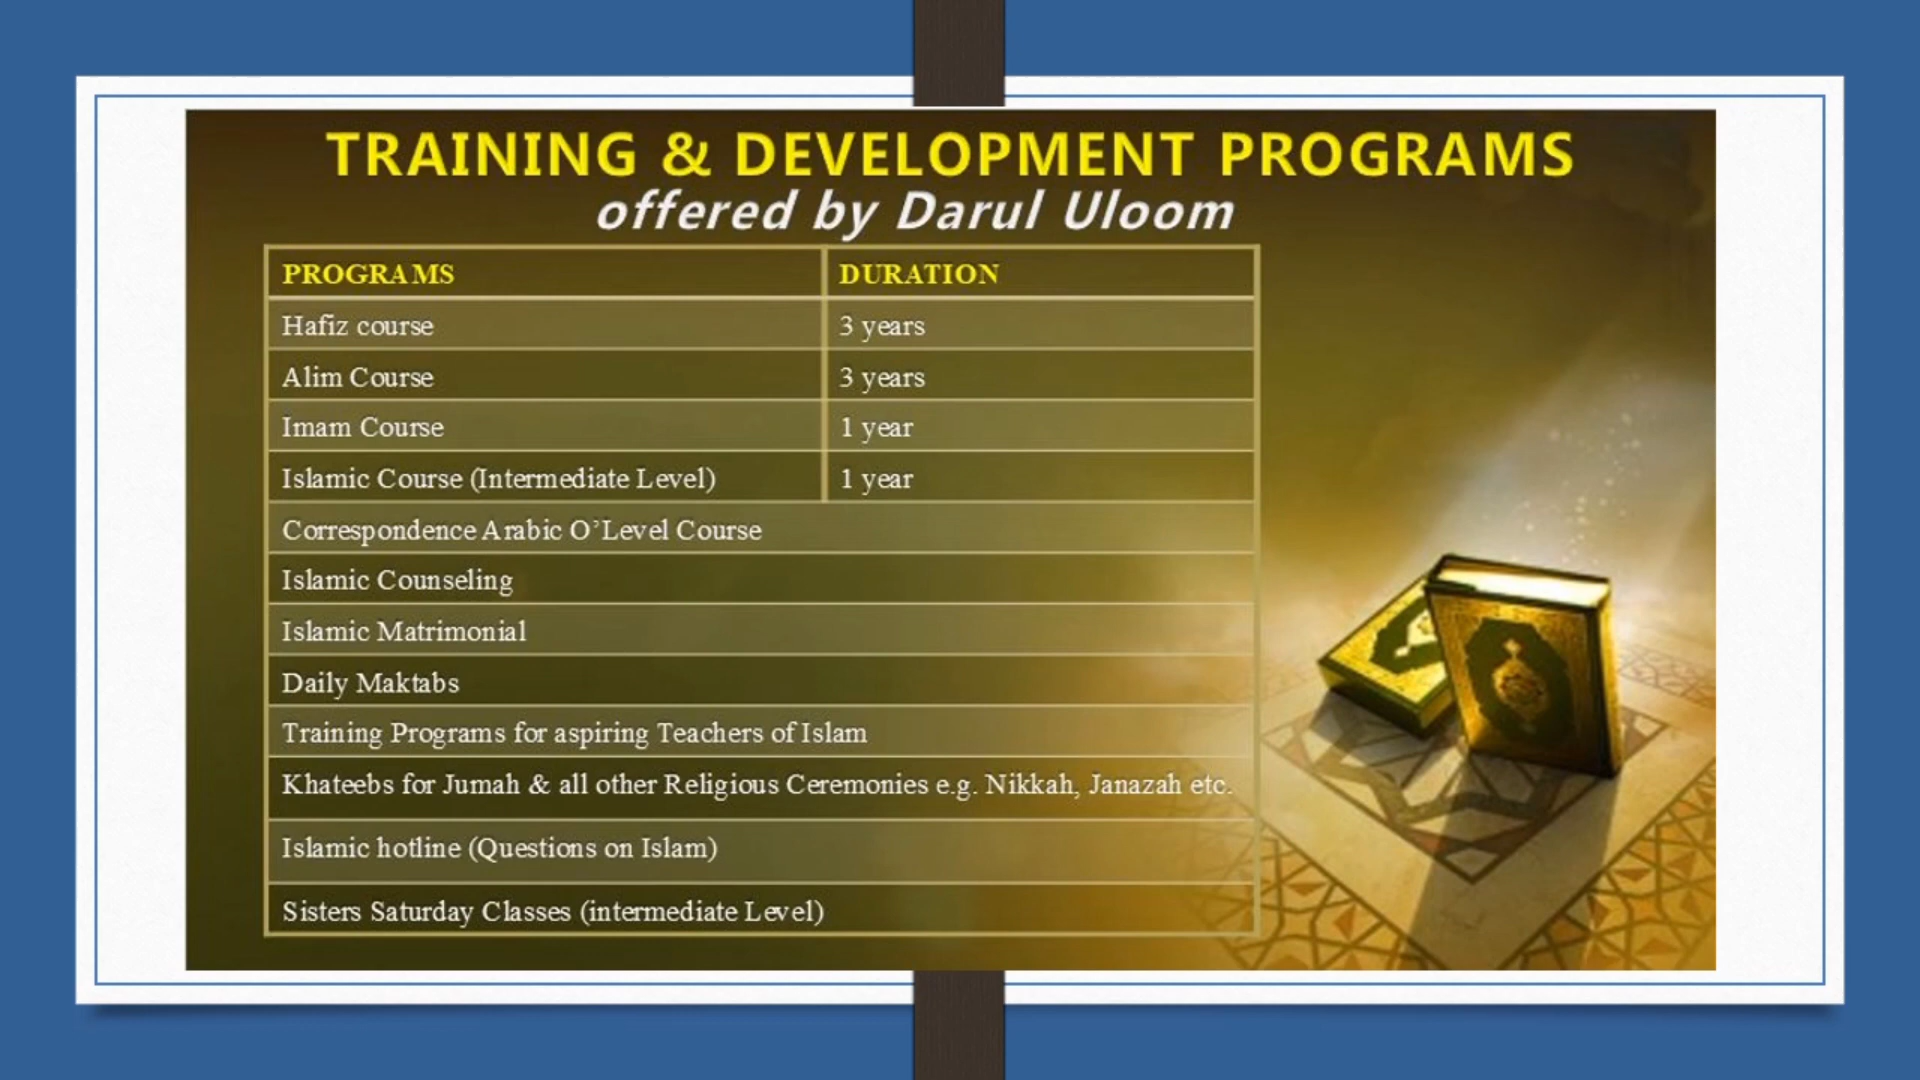 TRAINING & DEVELOPMENT PROGRAMS
offered by Darul Uloom
PROGRAMS DURATION
Hafiz course 3 years
Alim Course 3 years
Imam Course 1 year
Islamic Course (Intermediate Level) 1 year
Correspondence Arabic O’Level Course
Islamic Counseling
Islamic Matrimonial
Daily Maktabs
Training Programs for aspiring Teachers of Islam
Khateebs for Jumah & all other Religious Ceremonies e.g. Nikkah, Janazah etc.
Islamic hotline (Questions on Islam)
Sisters Saturday Classes (intermediate Level)